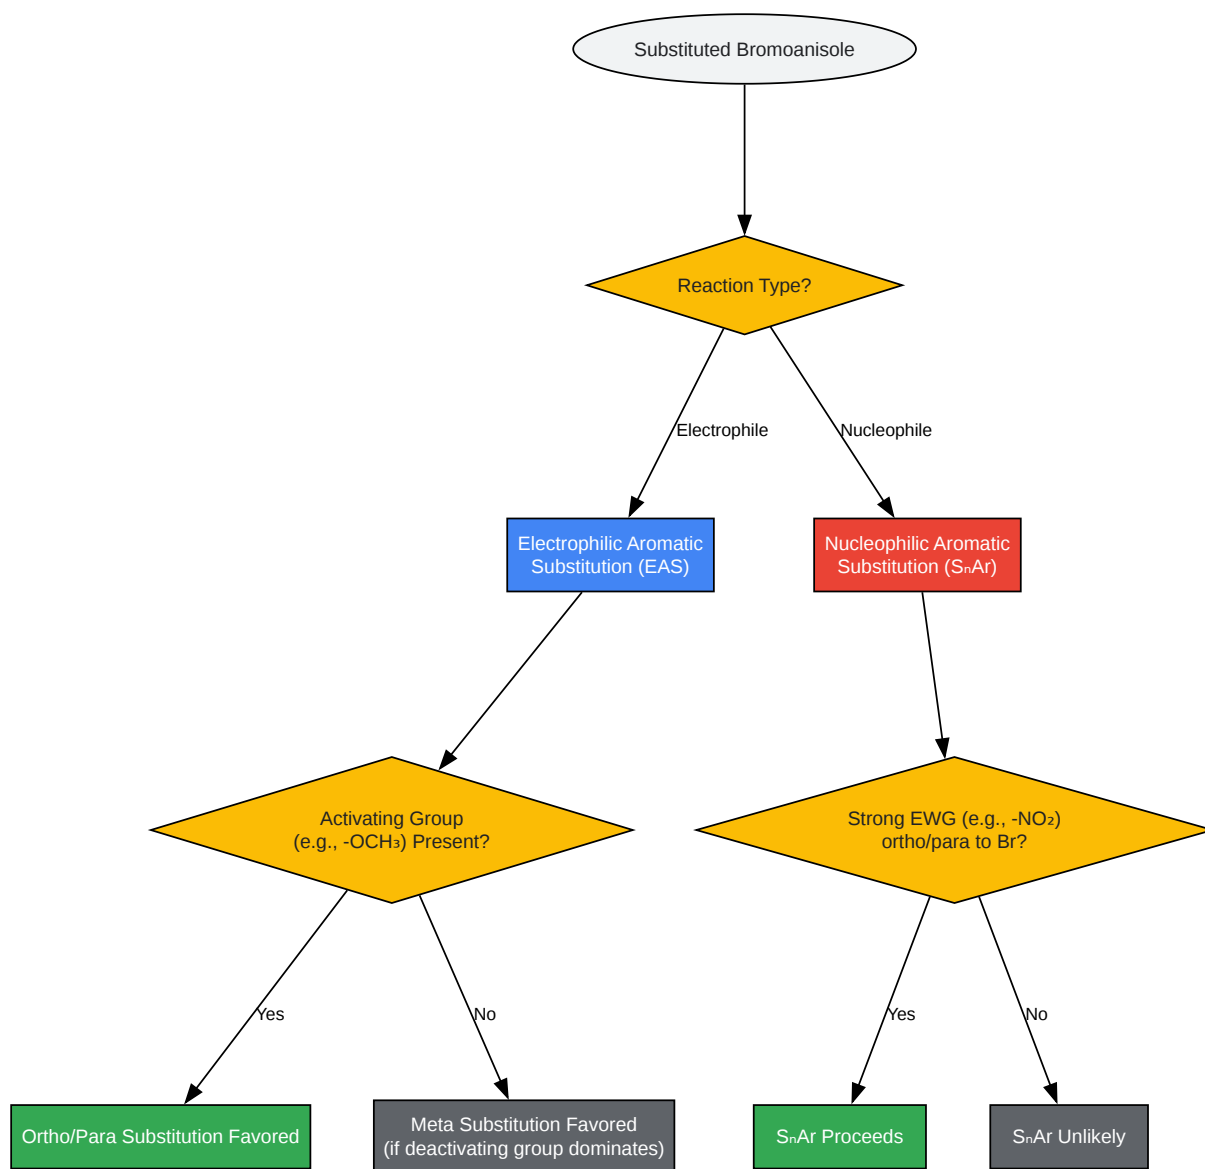 Substituted Bromoanisole
Reaction Type?
Electrophile
Nucleophile
Electrophilic Aromatic
Substitution (EAS)
Nucleophilic Aromatic
Substitution (SₙAr)
Activating Group
(e.g., -OCH₃) Present?
Strong EWG (e.g., -NO₂)
ortho/para to Br?
Yes
No
Yes
No
Ortho/Para Substitution Favored
Meta Substitution Favored
(if deactivating group dominates)
SₙAr Proceeds
SₙAr Unlikely